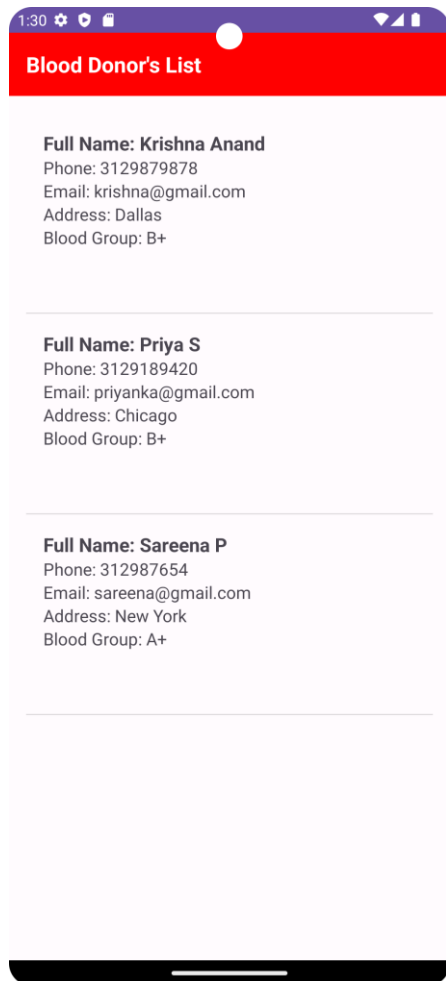 1:30
Blood Donor's List
Full Name: Krishna Anand
Phone: 3129879878
Email: krishna@gmail.com
Address: Dallas
Blood Group: B+
Full Name: Priya S
Phone: 3129189420
Email: priyanka@gmail.com
Address: Chicago
Blood Group: B+
Full Name: Sareena P
Phone: 312987654
Email: sareena@gmail.com
Address: New York
Blood Group: A+